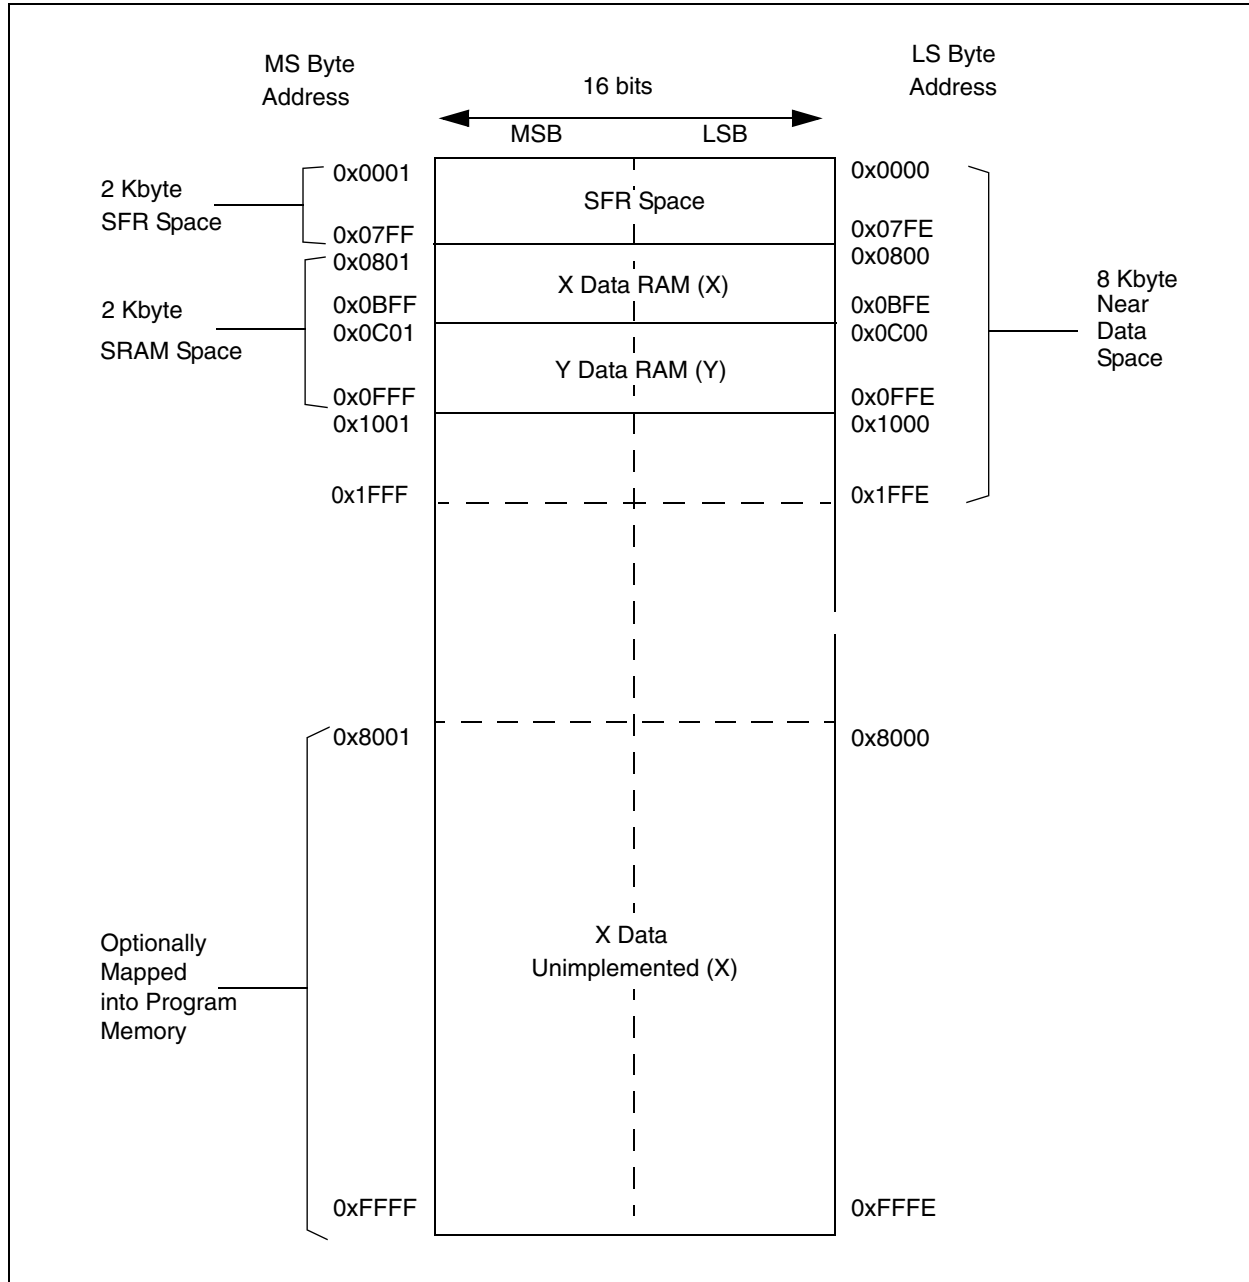 MS Byte
Address
16 bits
LS Byte
Address
MSB
LSB
0x0001
0x0000
2 Kbyte
SFR Space
SFR Space
0x07FF
0x07FE
0x0801
0x0800
X Data RAM (X)
2 Kbyte
SRAM Space
0x0BFF
0x0BFE
0x0C01
0x0C00
8 Kbyte
Near
Data
Space
Y Data RAM (Y)
0x0FFF
0x0FFE
0x1001
0x1000
0x1FFF
0x1FFE
0x8001
0x8000
Optionally
Mapped
into Program
Memory
X Data
Unimplemented (X)
0xFFFF
0xFFFE